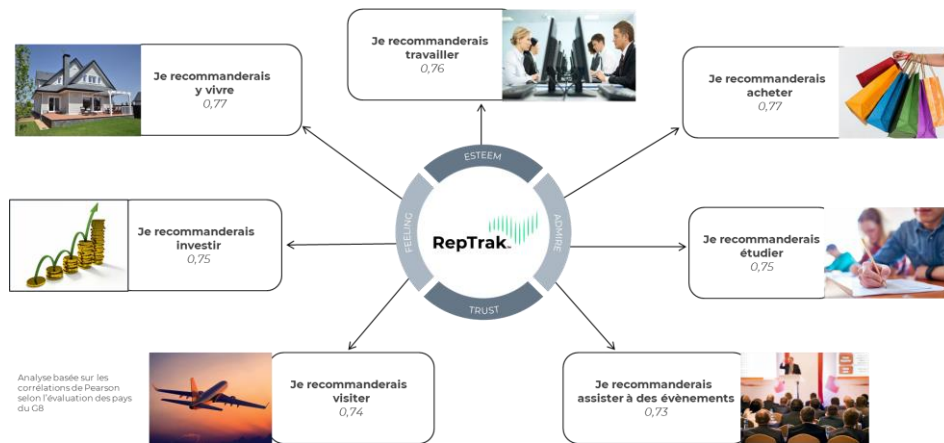 Je recommanderais
travailler
0,76
Je recommanderais
y vivre
0,77
Je recommanderais
acheter
0,77
ESTEEM
FEELING
ADMIRE
TRUST
RepTrak™
Je recommanderais
investir
0,75
Je recommanderais
étudier
0,75
Je recommanderais
visiter
0,74
Je recommanderais
assister à des évènements
0,73
Analyse basée sur les
corrélations de Pearson
selon l'évaluation des pays
du G8